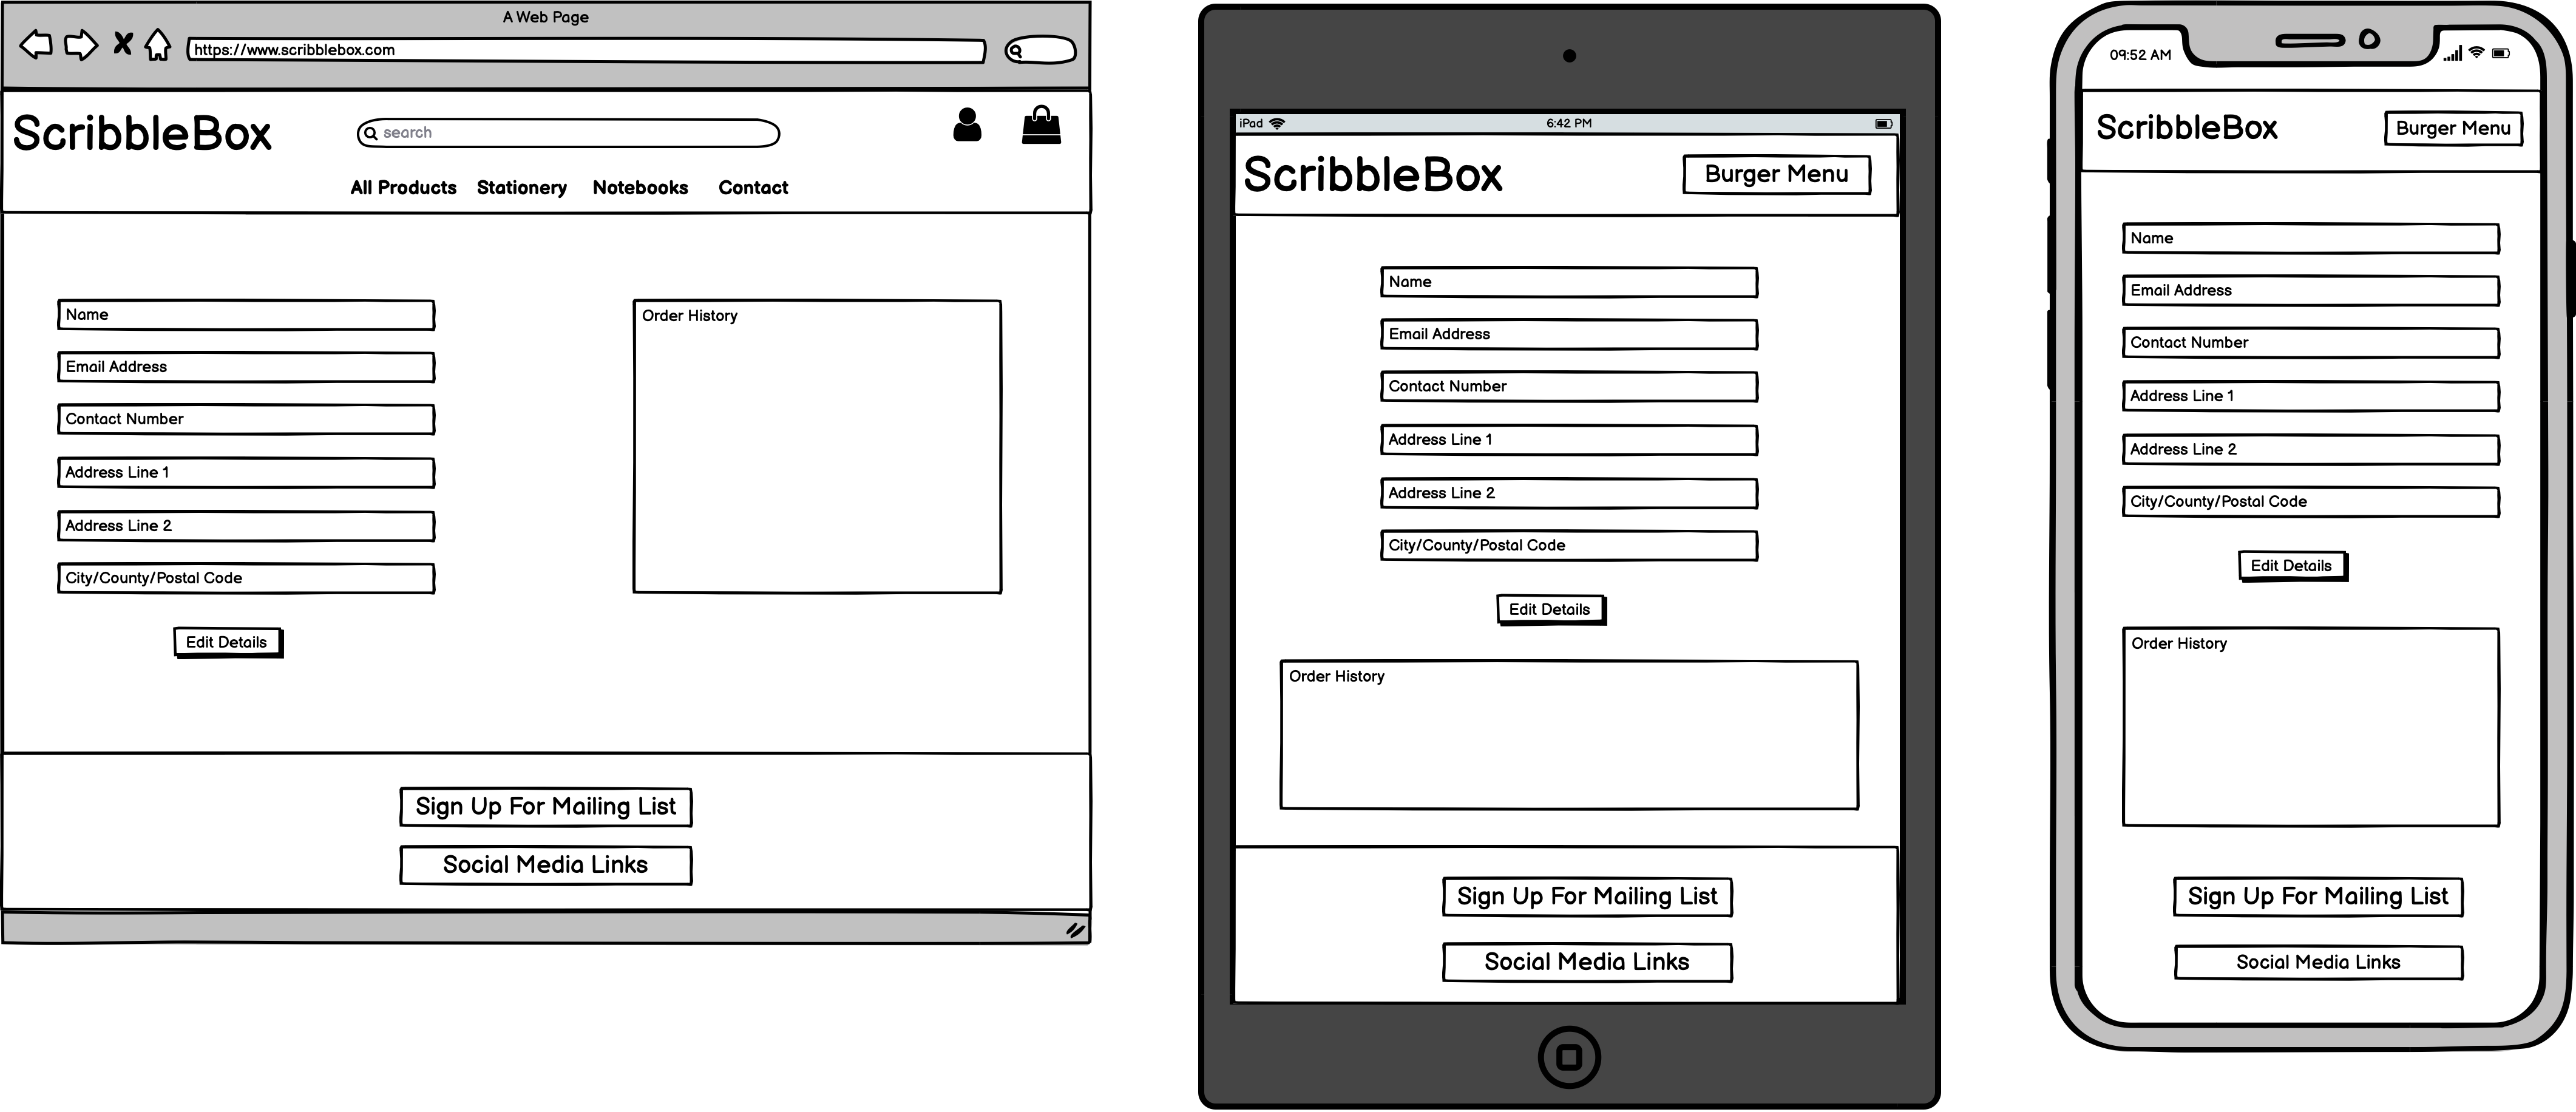 A Web Page
https://www.scribblebox.com
ScribbleBox
search
All Products Stationery Notebooks Contact
Name
Email Address
Contact Number
Address Line 1
Address Line 2
City/County/Postal Code
Edit Details
Order History
Sign Up For Mailing List
Social Media Links
iPad 6:42 PM
ScribbleBox
Burger Menu
Name
Email Address
Contact Number
Address Line 1
Address Line 2
City/County/Postal Code
Edit Details
Order History
Sign Up For Mailing List
Social Media Links
09:52 AM
ScribbleBox
Burger Menu
Name
Email Address
Contact Number
Address Line 1
Address Line 2
City/County/Postal Code
Edit Details
Order History
Sign Up For Mailing List
Social Media Links